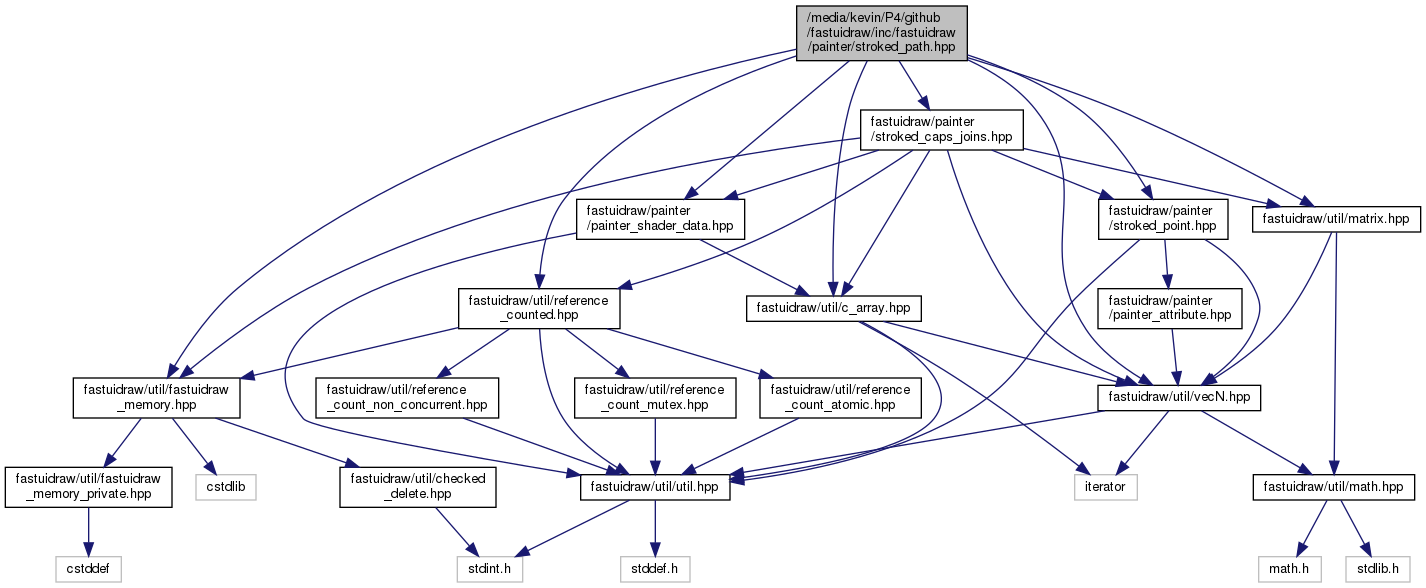 /media/kevin/P4/github
/fastuidraw/inc/fastuidraw
/painter/stroked_path.hpp
fastuidraw/painter
/stroked_caps_joins.hpp
fastuidraw/painter
/painter_shader_data.hpp
fastuidraw/painter
/stroked_point.hpp
fastuidraw/util/matrix.hpp
fastuidraw/util/reference
_counted.hpp
fastuidraw/util/c_array.hpp
fastuidraw/painter
/painter_attribute.hpp
fastuidraw/util/fastuidraw
_memory.hpp
fastuidraw/util/reference
_count_non_concurrent.hpp
fastuidraw/util/reference
_count_mutex.hpp
fastuidraw/util/reference
_count_atomic.hpp
fastuidraw/util/vecN.hpp
fastuidraw/util/fastuidraw
_memory_private.hpp
cstdlib
fastuidraw/util/checked
_delete.hpp
fastuidraw/util/util.hpp
iterator
fastuidraw/util/math.hpp
cstddef
stdint.h
stddef.h
math.h
stdlib.h